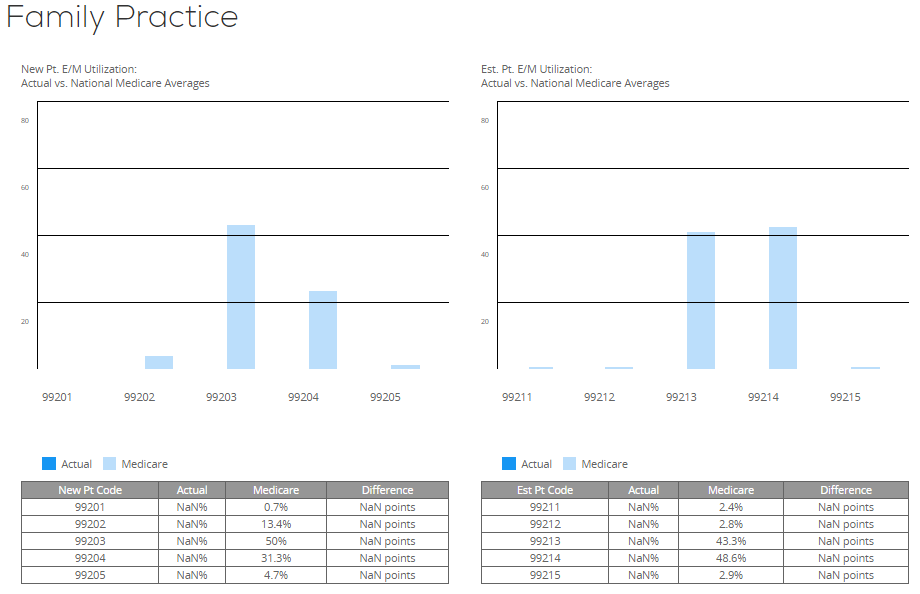 Family Practice
New Pt. E/M Utilization:
Actual vs. National Medicare Averages
80
60
40
20
99201 99202 99203 99204 99205
Actual Medicare
New Pt Code Actual Medicare Difference
99201 NaN% 0.7% NaN points
99202 NaN% 13.4% NaN points
99203 NaN% 50% NaN points
99204 NaN% 31.3% NaN points
99205 NaN% 4.7% NaN points
Est. Pt. E/M Utilization:
Actual vs. National Medicare Averages
80
60
40
20
99211 99212 99213 99214 99215
Actual Medicare
Est Pt Code Actual Medicare Difference
99211 NaN% 2.4% NaN points
99212 NaN% 2.8% NaN points
99213 NaN% 43.3% NaN points
99214 NaN% 48.6% NaN points
99215 NaN% 2.9% NaN points